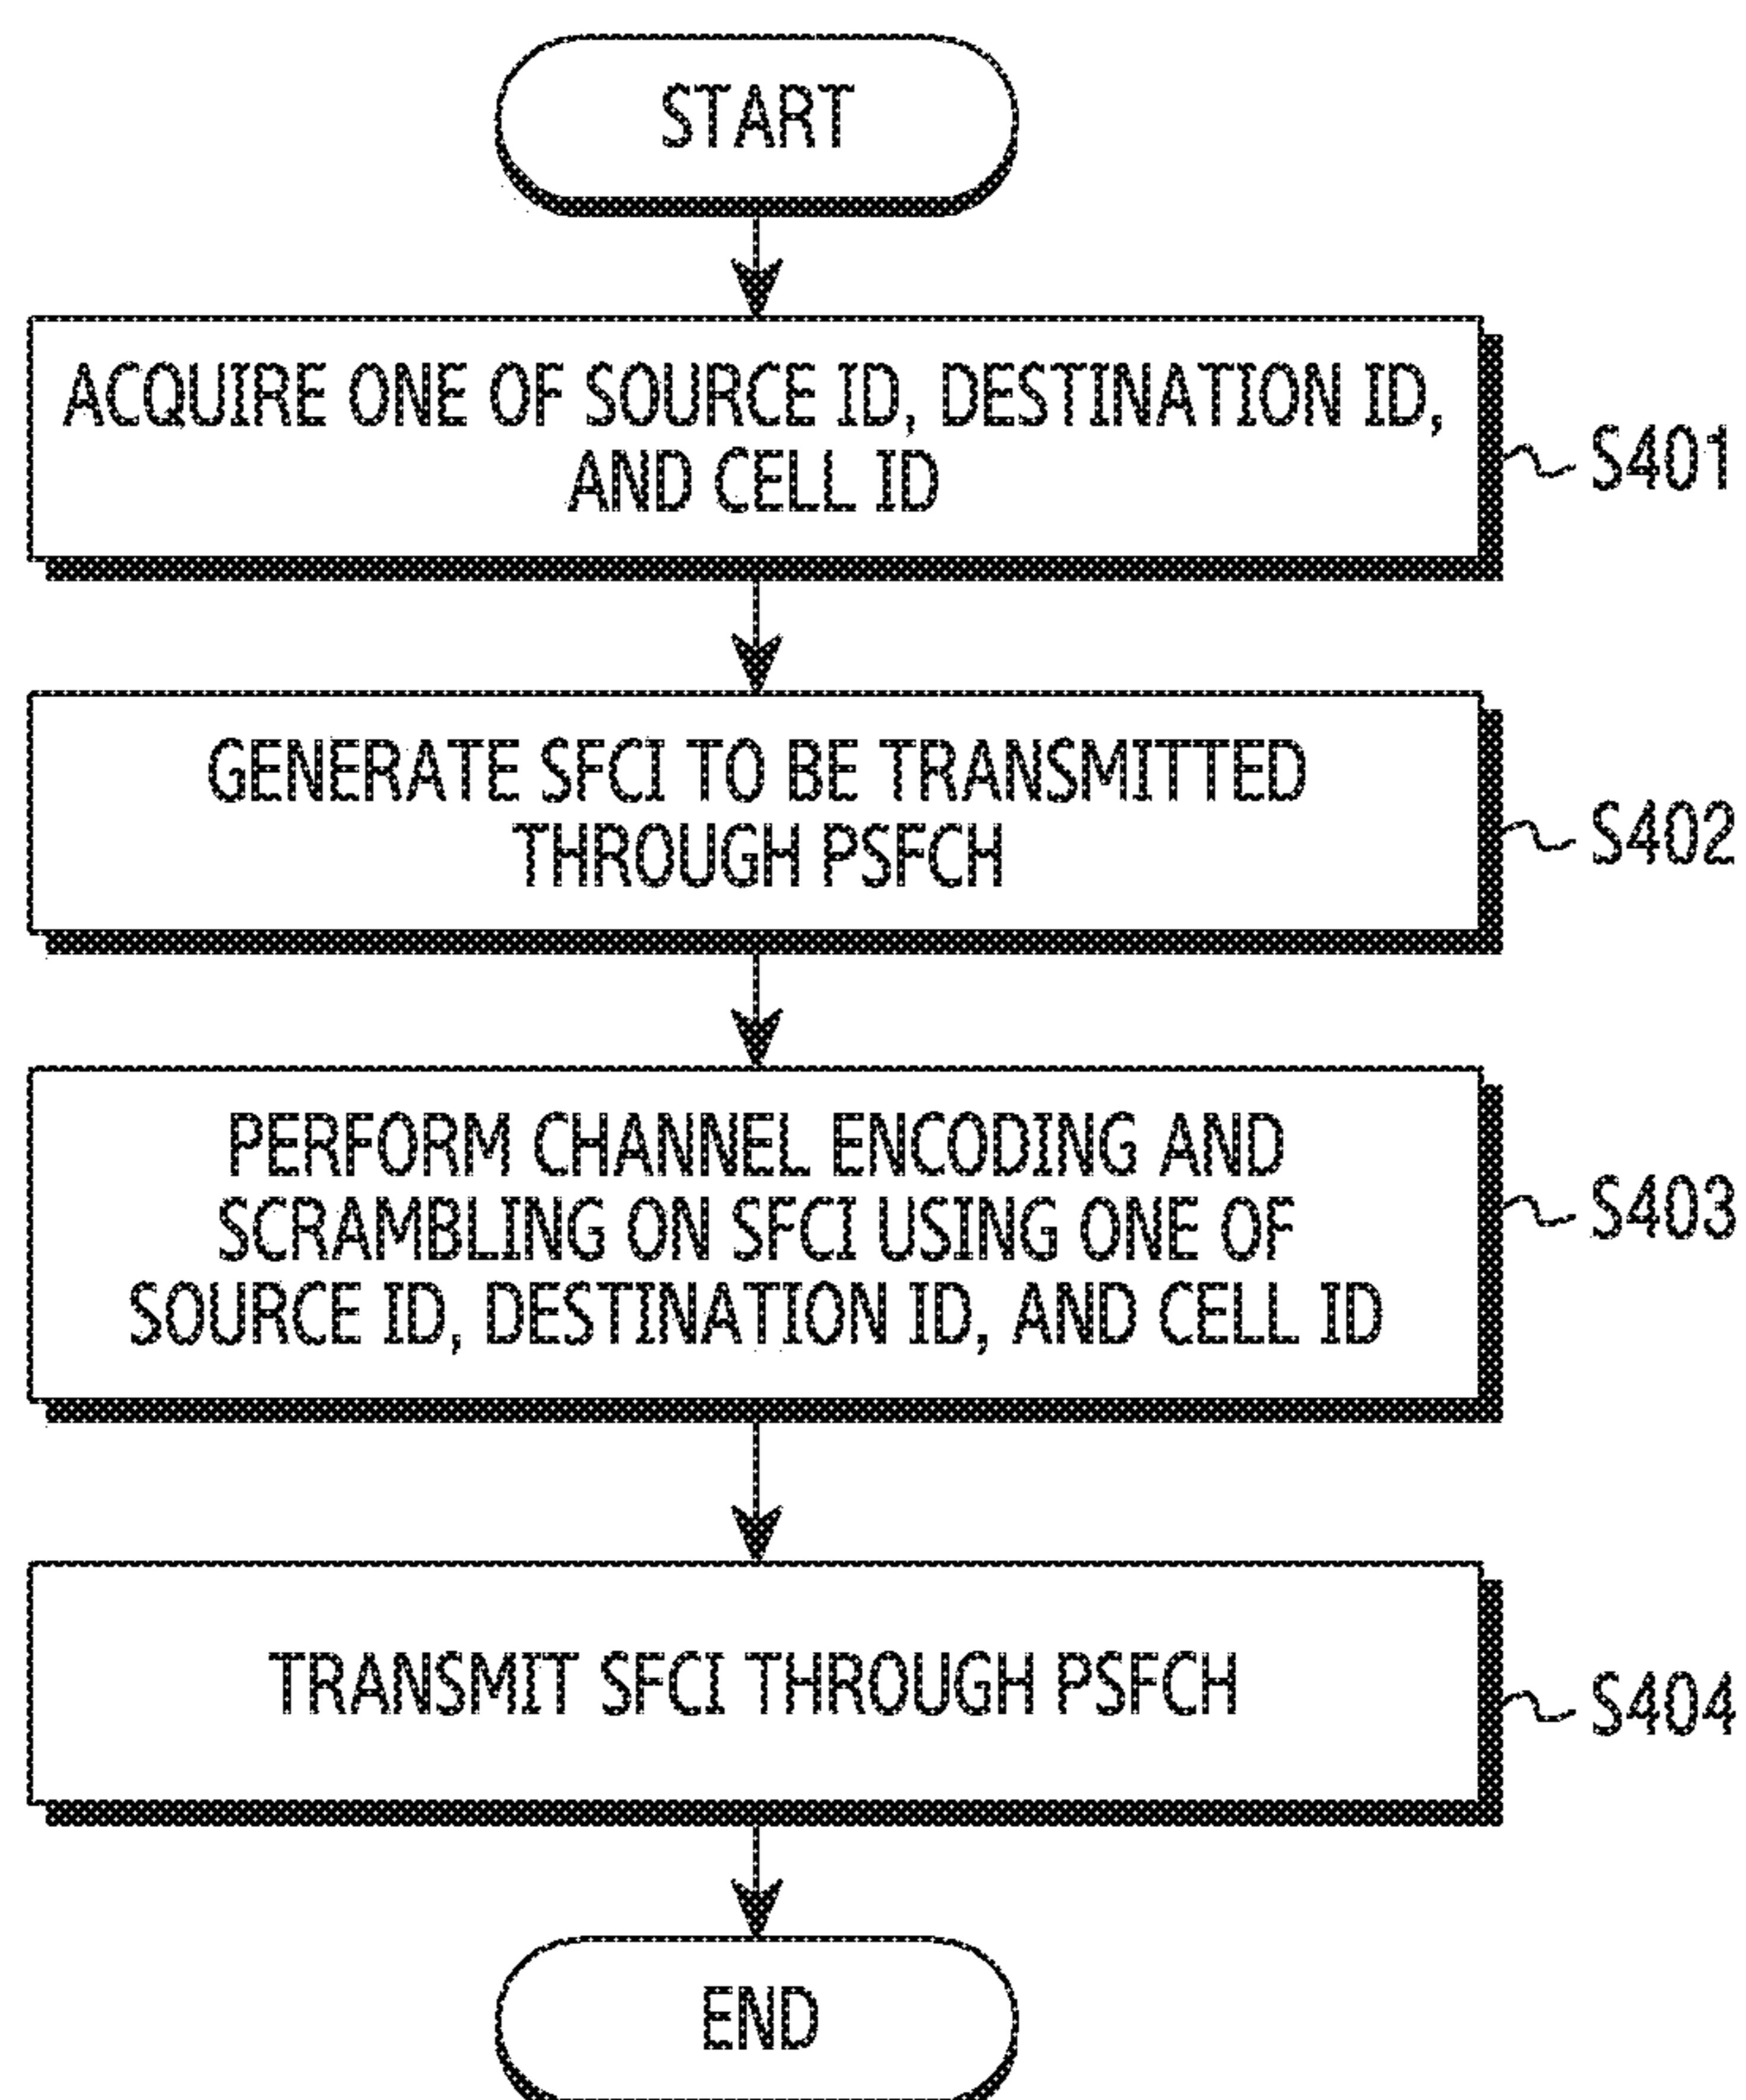 START
ACQUIRE ONE OF SOURCE ID, DESTINATION ID,
AND CELL ID
S401
GENERATE SFCI TO BE TRANSMITTED
THROUGH PSFCH
S402
PERFORM CHANNEL ENCODING AND
SCRAMBLING ON SFCI USING ONE OF
SOURCE ID, DESTINATION ID, AND CELL ID
S403
TRANSMIT SFCI THROUGH PSFCH
S404
END